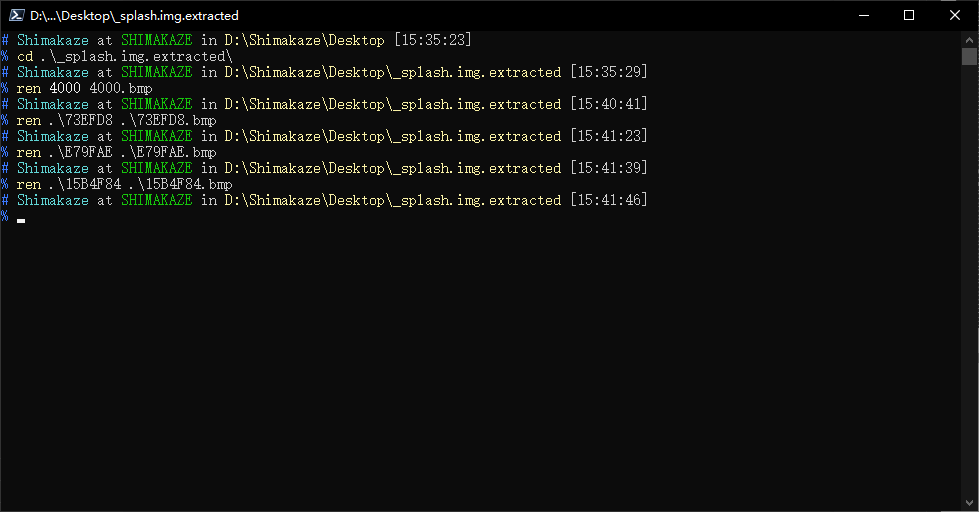 D:\...\Desktop\_splash.img.extracted
# Shimakaze at SHIMAKAZE in D:\Shimakaze\Desktop [15:35:23]
% cd .\_splash.img.extracted\
# Shimakaze at SHIMAKAZE in D:\Shimakaze\Desktop\_splash.img.extracted [15:35:29]
% ren 4000 4000.bmp
# Shimakaze at SHIMAKAZE in D:\Shimakaze\Desktop\_splash.img.extracted [15:40:41]
% ren .\73EFD8 .\73EFD8.bmp
# Shimakaze at SHIMAKAZE in D:\Shimakaze\Desktop\_splash.img.extracted [15:41:23]
% ren .\E79FAE .\E79FAE.bmp
# Shimakaze at SHIMAKAZE in D:\Shimakaze\Desktop\_splash.img.extracted [15:41:39]
% ren .\15B4F84 .\15B4F84.bmp
# Shimakaze at SHIMAKAZE in D:\Shimakaze\Desktop\_splash.img.extracted [15:41:46]
%